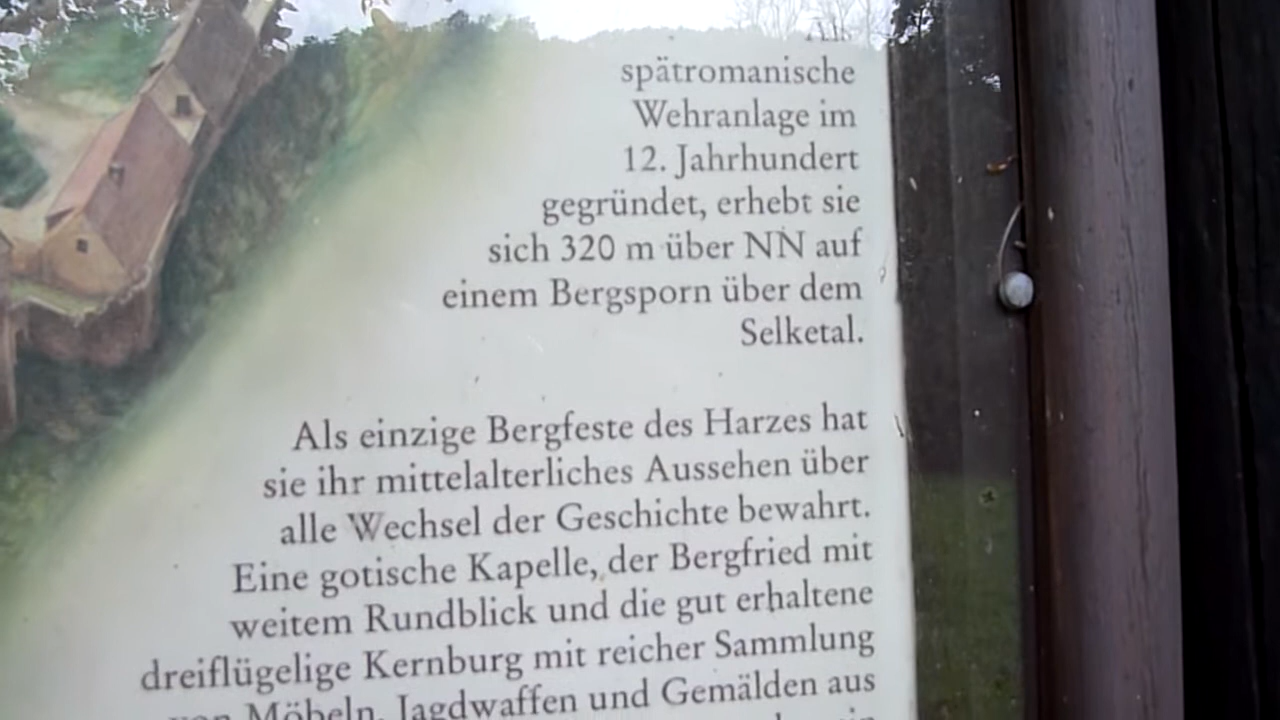 spätromanische
Wehranlage im
12. Jahrhundert
gegründet, erhebt sie
sich 320 m über NN auf
einem Bergsporn über dem
Selketal.
Als einzige Bergfeste des Harzes hat
sie ihr mittelalterliches Aussehen über
alle Wechsel der Geschichte bewahrt.
Eine gotische Kapelle, der Bergfried mit
weitem Rundblick und die gut erhaltene
dreiflügelige Kernburg mit reicher Sammlung
von Möbeln, Jagdwaffen und Gemälden aus